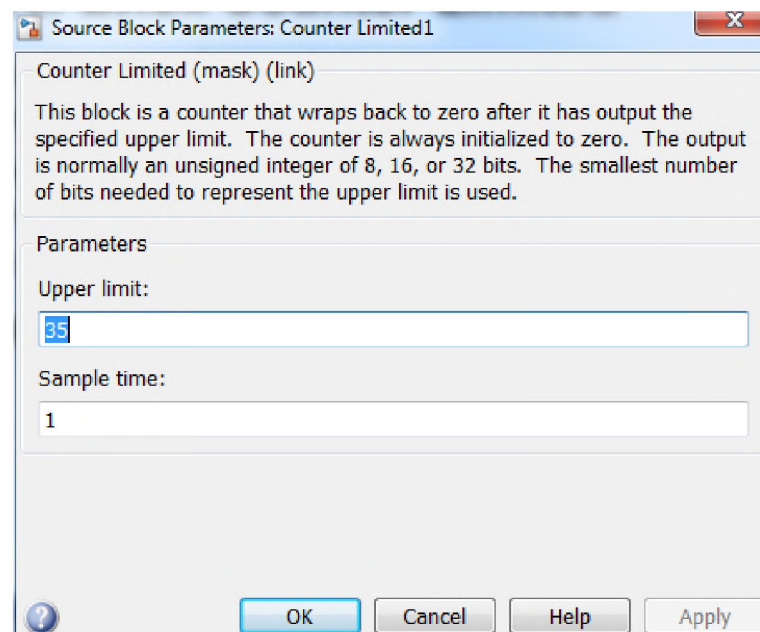 Source Block Parameters: Counter Limited1
X
Counter Limited (mask) (link)
This block is a counter that wraps back to zero after it has output the
specified upper limit.  The counter is always initialized to zero.  The output
is normally an unsigned integer of 8, 16, or 32 bits.  The smallest number
of bits needed to represent the upper limit is used.
Parameters
Upper limit:
35
Sample time:
1
? OK Cancel Help Apply